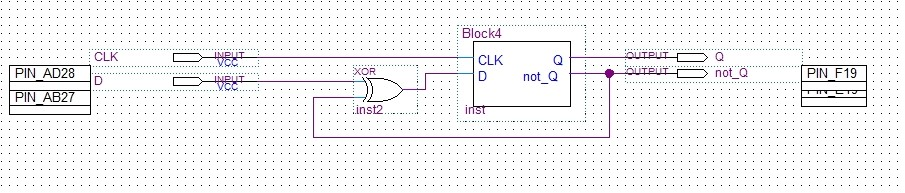 Block4
CLK
INPUT
VCC
CLK
Q
OUTPUT
Q
PIN_AD28
D
INPUT
VCC
XOR
D
not_Q
OUTPUT
not_Q
PIN_F19
PIN_AB27
inst2
inst